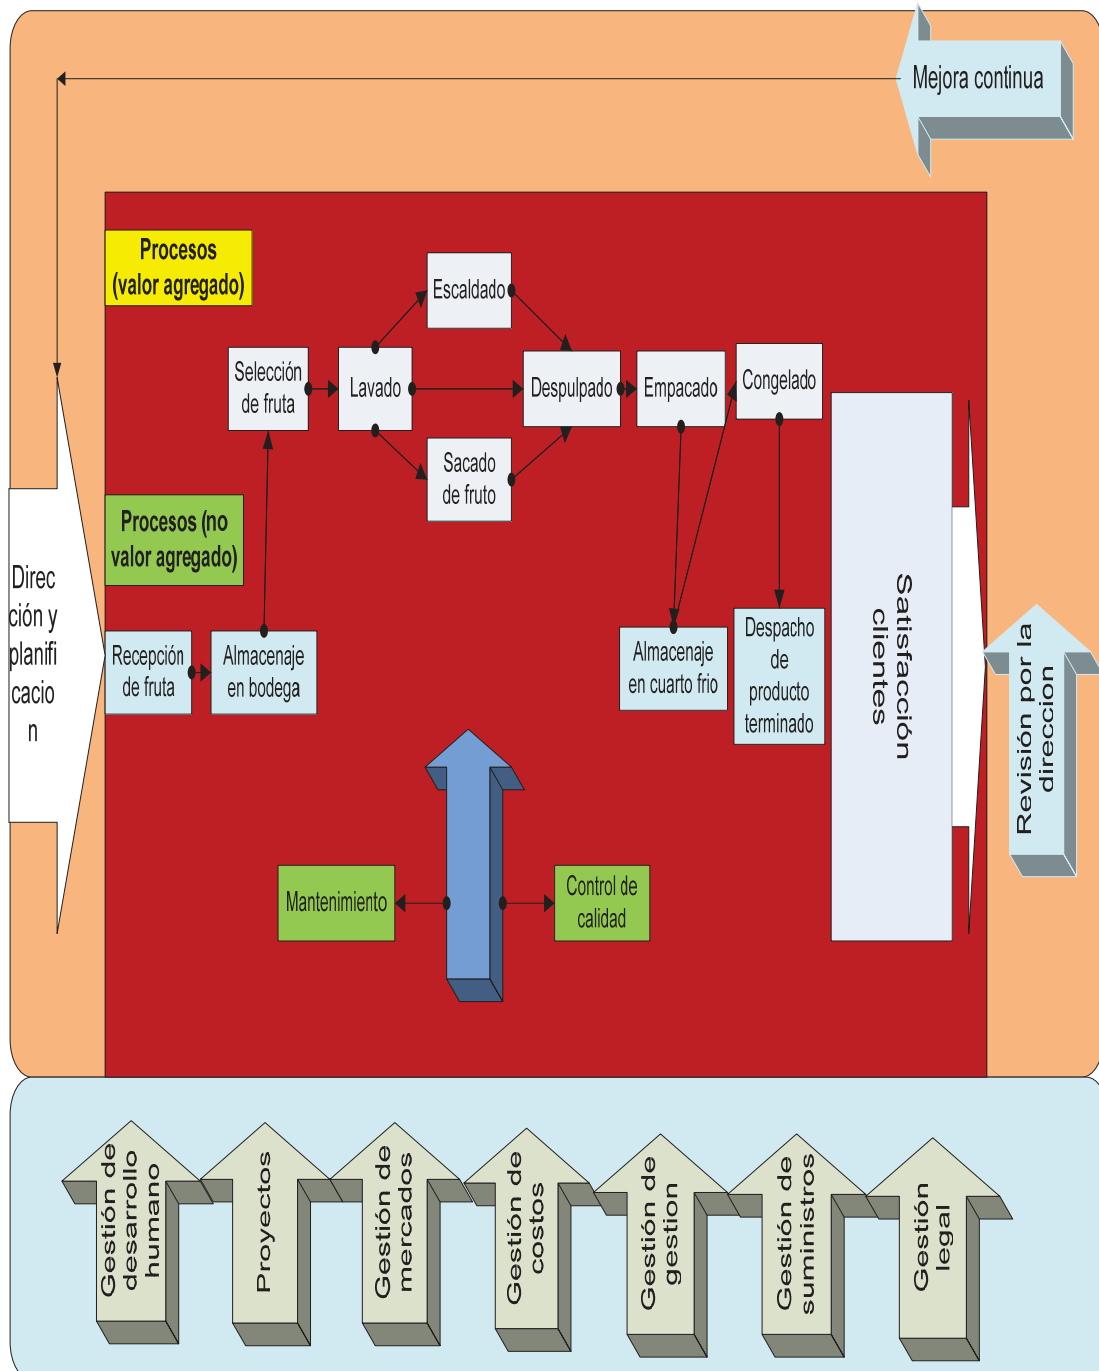 Mejora continua
Procesos
(valor agregado)
Escaldado
Selección
de fruta
Lavado
Despulpado
Empacado
Congelado
Sacado
de fruto
Procesos (no
valor agregado)
Direc
ción y
planifi
cacio
n
Recepción
de fruta
Almacenaje
en bodega
Almacenaje
en cuarto frio
Despacho
de
producto
terminado
Satisfacción
clientes
Revisión por la
direccion
Mantenimiento
Control de
calidad
Gestión de
desarrollo
humano
Proyectos
Gestión de
mercados
Gestión de
costos
Gestión de
gestion
Gestión de
suministros
Gestión
legal